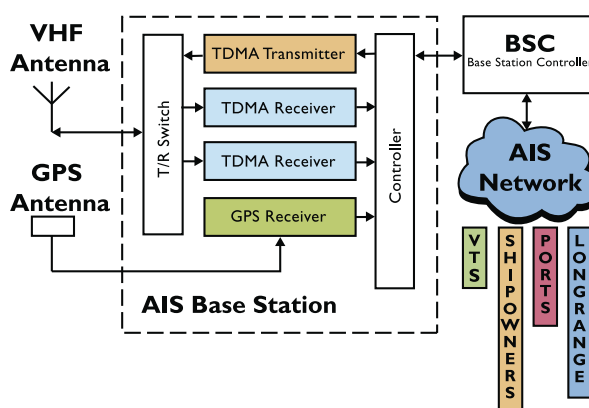 VHF
Antenna
GPS
Antenna
T/R Switch
TDMA Transmitter
TDMA Receiver
TDMA Receiver
GPS Receiver
Controller
AIS Base Station
BSC
Base Station Controller
AIS
Network
VTS
SHIPOWNERS
PORTS
LONGRANGE